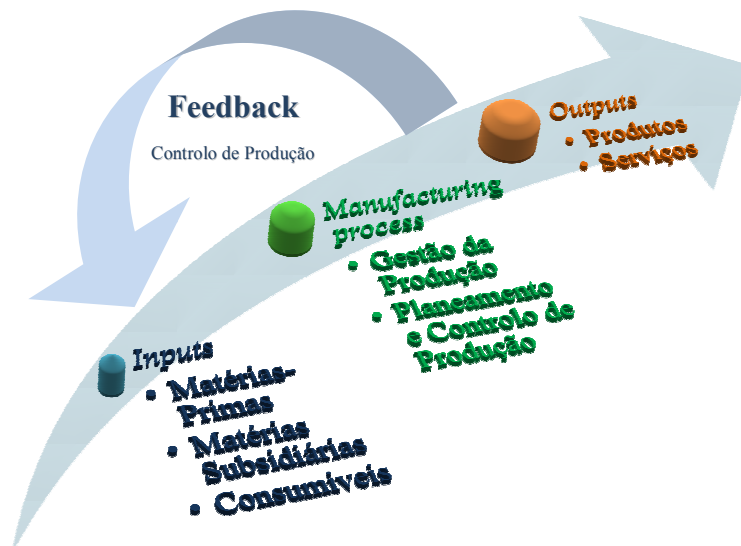 Feedback
Controlo de Produção
Outputs
• Produtos
• Serviços
Manufacturing
process
• Gestão da
Produção
• Planeamento
e Controlo de
Produção
Inputs
• Matérias-
Primas
• Matérias
Subsidiárias
• Consumíveis